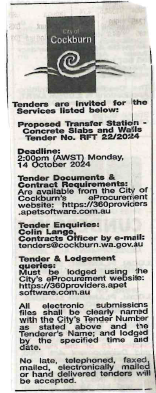 City of
Cockburn
Tenders are invited for the
Services listed below:
Proposed Transfer Station -
Concrete Slabs and Walls
Tender No. RFT 22/2024
Deadline:
2:00pm (AWST) Monday,
14 October 2024
Tender Documents &
Contract Requirements:
Are available from the City of
Cockburn's eProcurement
website: https://360providers
.apetsoftware.com.au
Tender Enquiries:
Colin Lange,
Contracts Officer by e-mail:
tenders@cockburn.wa.gov.au
Tender & Lodgement
queries:
Must be lodged using the
City's eProcurement website:
https://360providers.apet
software.com.au
All electronic submissions
files shall be clearly named
with the City's Tender Number
as stated above and the
Tenderer's Name; and lodged
by the specified time and
date.
No late, telephoned, faxed,
mailed, electronically mailed
or hand delivered tenders will
be accepted.